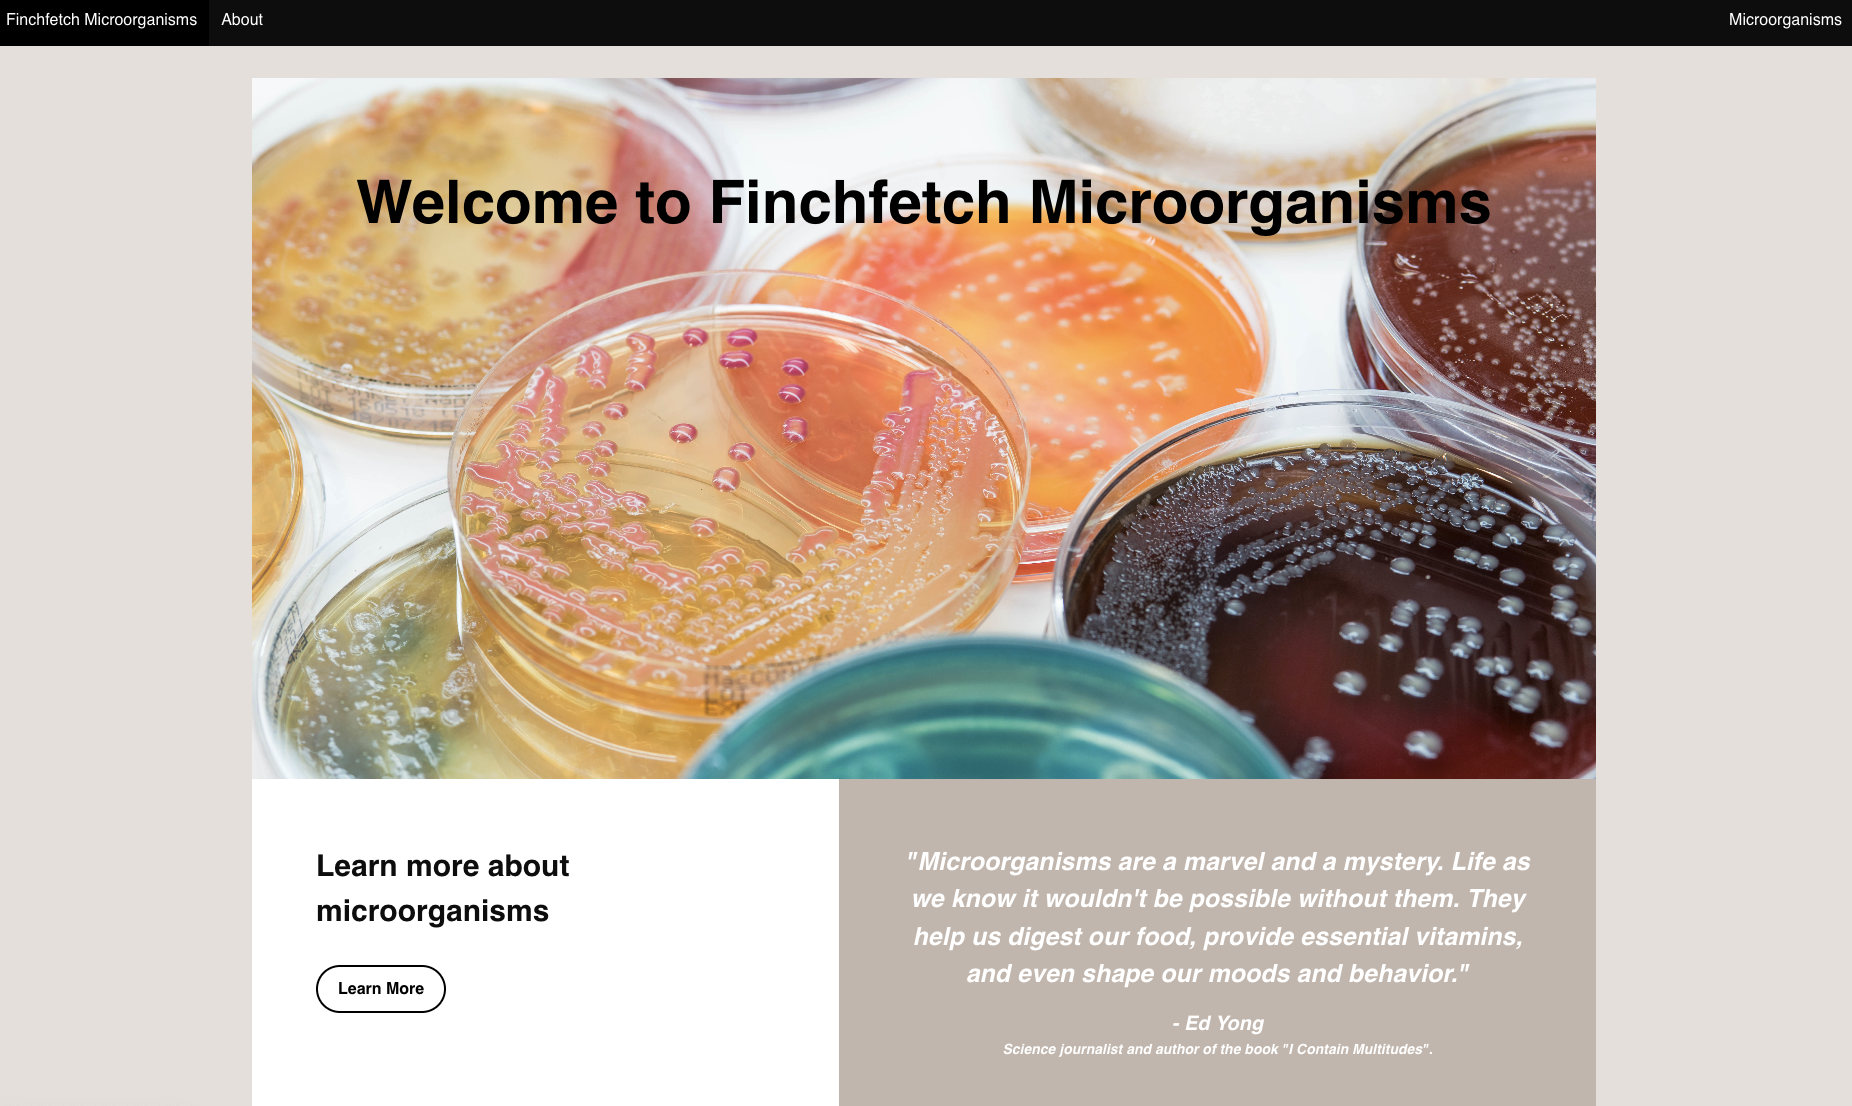 Finchfetch Microorganisms About Microorganisms
Welcome to Finchfetch Microorganisms
Learn more about
microorganisms
Learn More
"Microorganisms are a marvel and a mystery. Life as
we know it wouldn't be possible without them. They
help us digest our food, provide essential vitamins,
and even shape our moods and behavior."
- Ed Yong
Science journalist and author of the book "I Contain Multitudes".